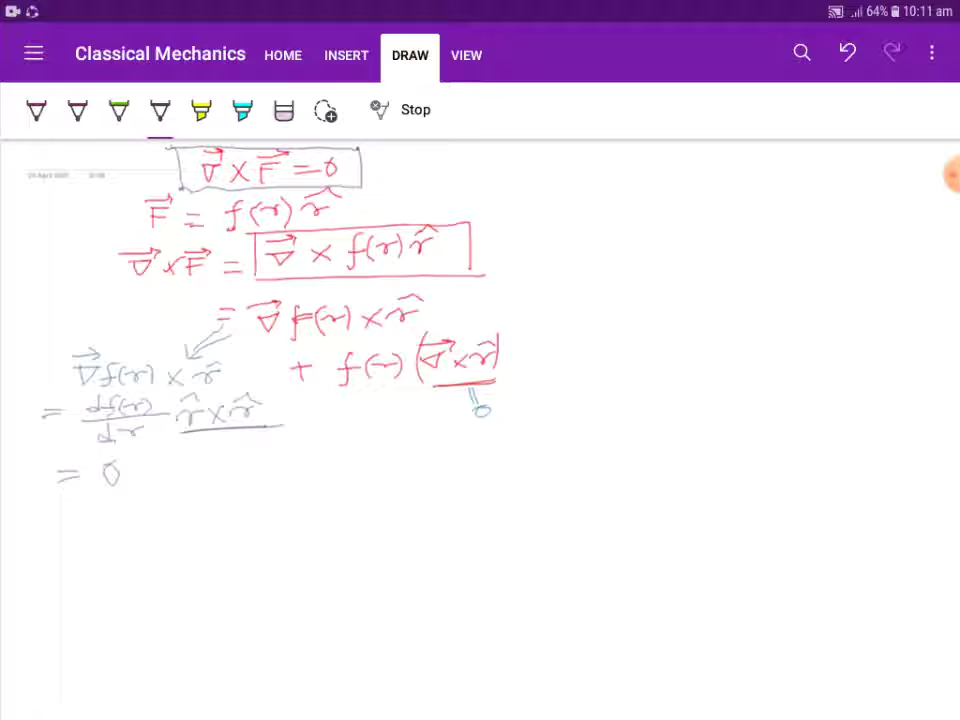 64% 10:11 am
Classical Mechanics HOME INSERT DRAW VIEW
Stop
∇⃗ × F⃗ = 0
F⃗ = f(r) r̂
∇⃗ × F⃗ = ∇⃗ × f(r) r̂
= ∇⃗ f(r) × r̂
+ f(r) (∇⃗ × r̂)
∇⃗ f(r) × r̂
= df(r)/dr r̂ × r̂
|| 0
= 0